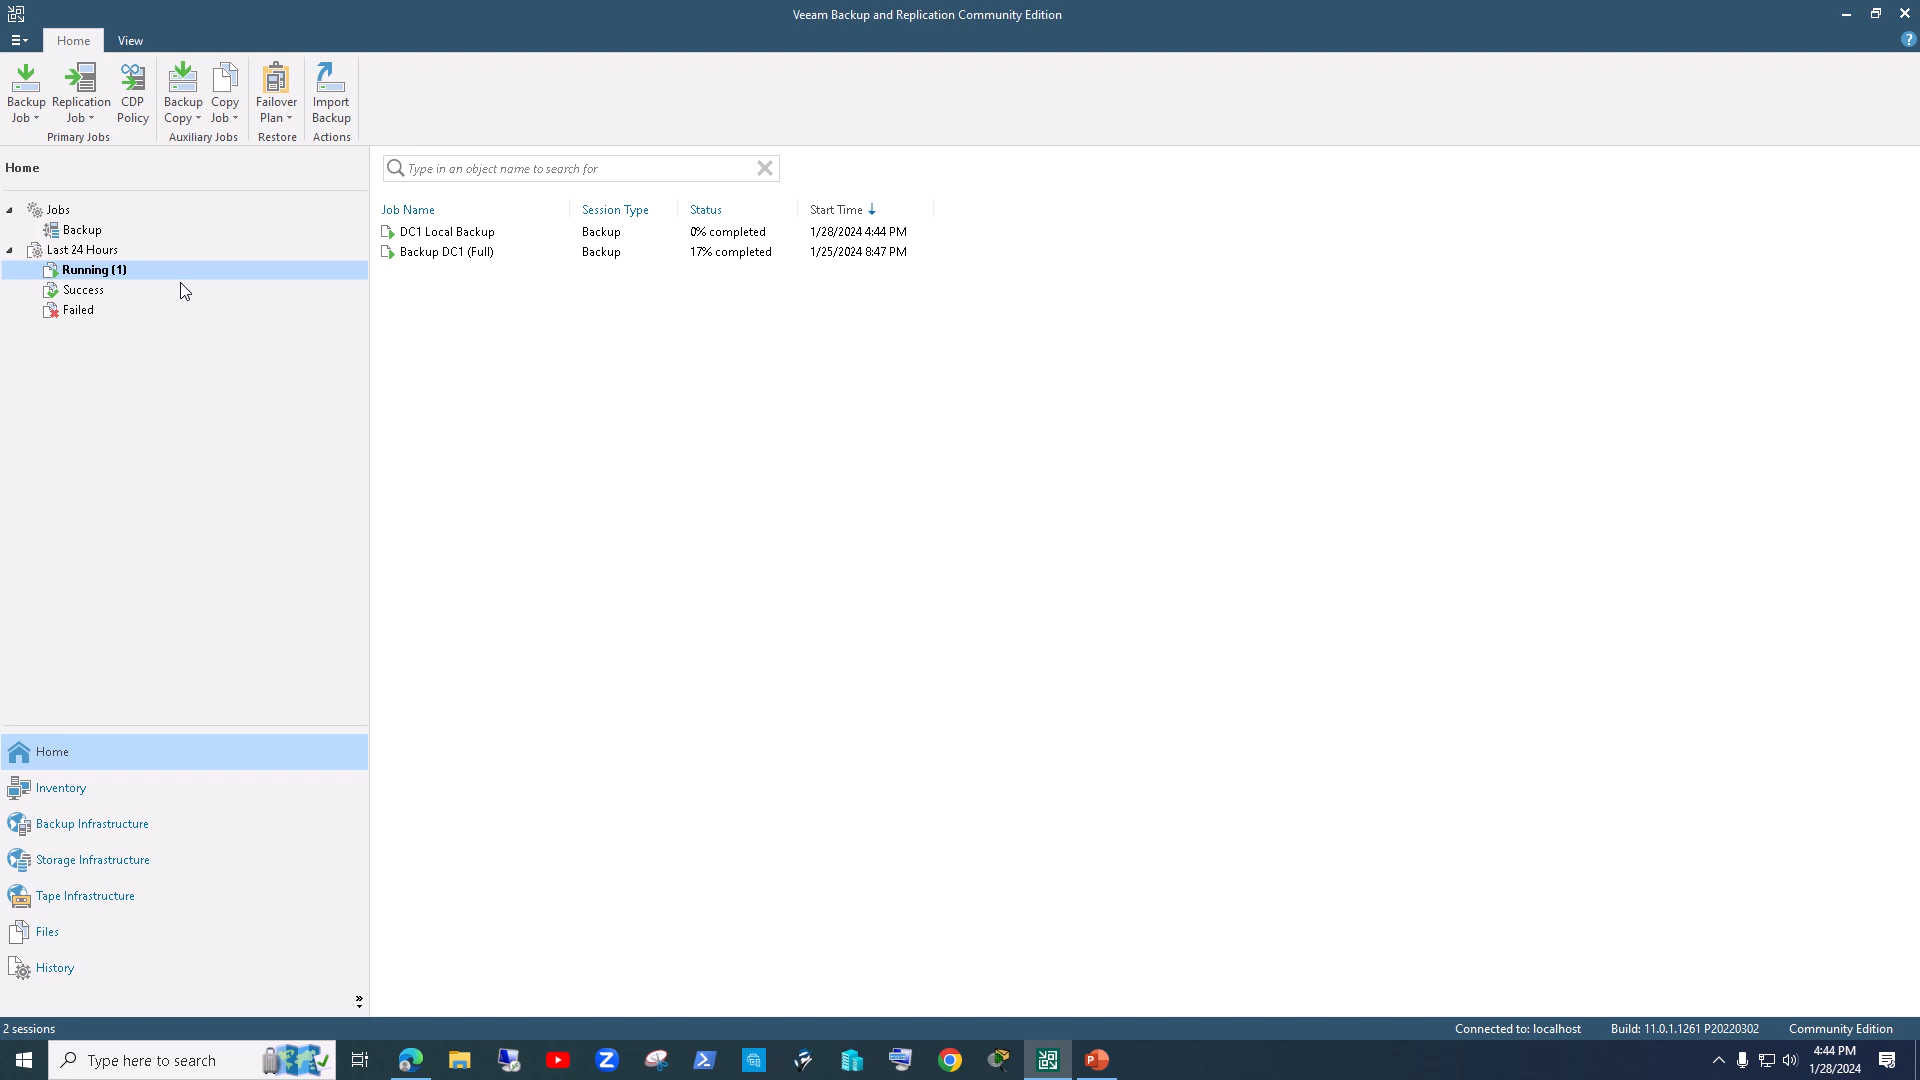 Veeam Backup and Replication Community Edition
Home
View
Backup Job
Replication Job
CDP Policy
Backup Copy
Copy Job
Failover Plan
Import Backup
Primary Jobs
Auxiliary Jobs
Restore
Actions
Home
Type in an object name to search for
Jobs
Backup
Last 24 Hours
Running (1)
Success
Failed
Job Name Session Type Status Start Time
DC1 Local Backup Backup 0% completed 1/28/2024 4:44 PM
Backup DC1 (Full) Backup 17% completed 1/25/2024 8:47 PM
Home
Inventory
Backup Infrastructure
Storage Infrastructure
Tape Infrastructure
Files
History
2 sessions
Connected to: localhost
Build: 11.0.1.1261 P20220302
Community Edition
Type here to search
4:44 PM
1/28/2024